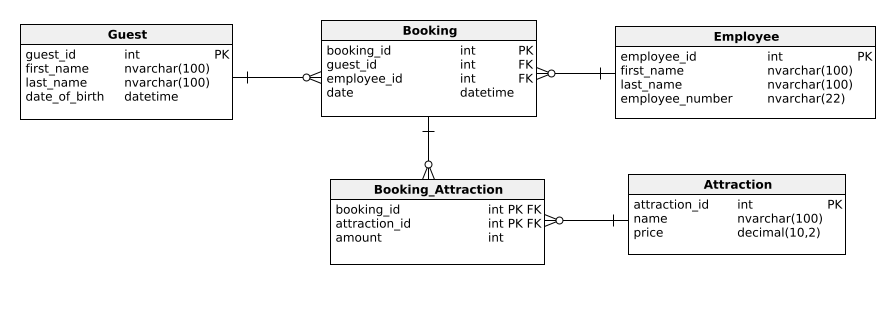 Guest
guest_id int PK
first_name nvarchar(100)
last_name nvarchar(100)
date_of_birth datetime
Booking
booking_id int PK
guest_id int FK
employee_id int FK
date datetime
Employee
employee_id int PK
first_name nvarchar(100)
last_name nvarchar(100)
employee_number nvarchar(22)
Booking_Attraction
booking_id int PK FK
attraction_id int PK FK
amount int
Attraction
attraction_id int PK
name nvarchar(100)
price decimal(10,2)